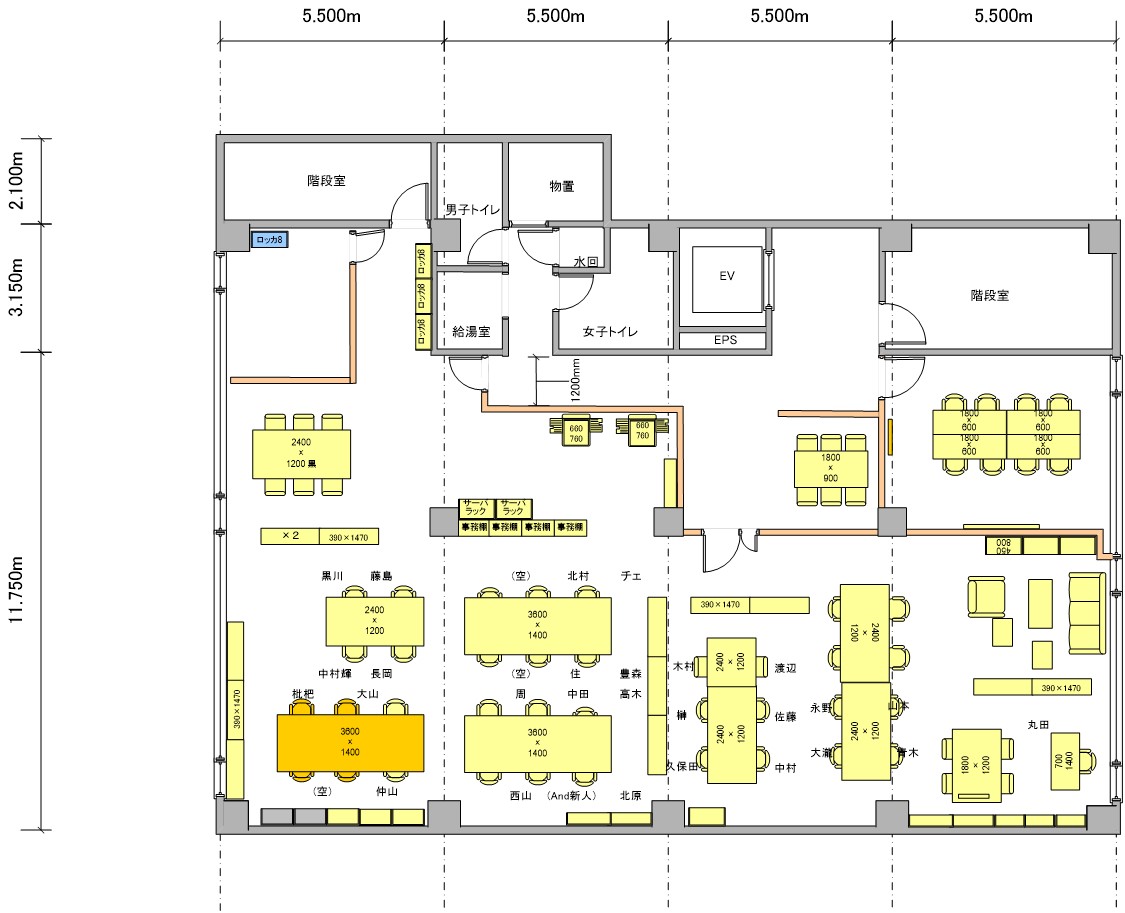 5.500m
5.500m
5.500m
5.500m
2.100m
3.150m
11.750m
階段室
男子トイレ
物置
ロッカ8
ロッカ8
ロッカ8
ロッカ8
水回
給湯室
女子トイレ
EV
EPS
階段室
1200mm
2400
x
1200 黒
660
760
660
760
1800
x
900
1800
x
600
1800
x
600
1800
x
600
1800
x
600
サーバ
ラック
サーバ
ラック
事務棚
事務棚
事務棚
事務棚
×2
390×1470
450
800
黒川
藤島
(空)
北村
チェ
2400
x
1200
3600
x
1400
390×1470
2400
x
1200
中村輝
長岡
(空)
住
豊森
木村
2400
x
1200
渡辺
枇杷
大山
周
中田
高木
390×1470
390×1470
3600
x
1400
3600
x
1400
榊
佐藤
永野
山本
丸田
2400
x
1200
2400
x
1200
大瀧
青木
1800
x
1200
700
1400
久保田
中村
(空)
仲山
西山
(And新人)
北原